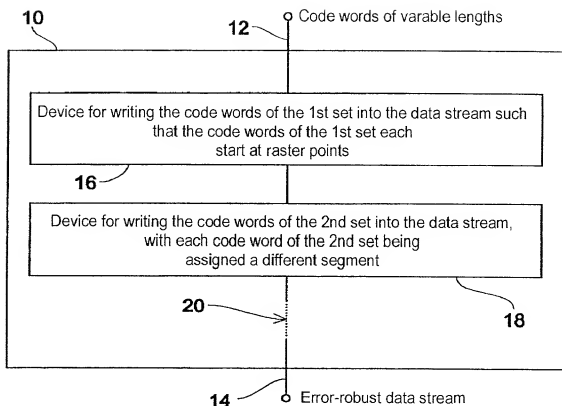 10
12
Code words of varable lengths
Device for writing the code words of the 1st set into the data stream such
that the code words of the 1st set each
start at raster points
16
Device for writing the code words of the 2nd set into the data stream,
with each code word of the 2nd set being
assigned a different segment
20
18
14
Error-robust data stream